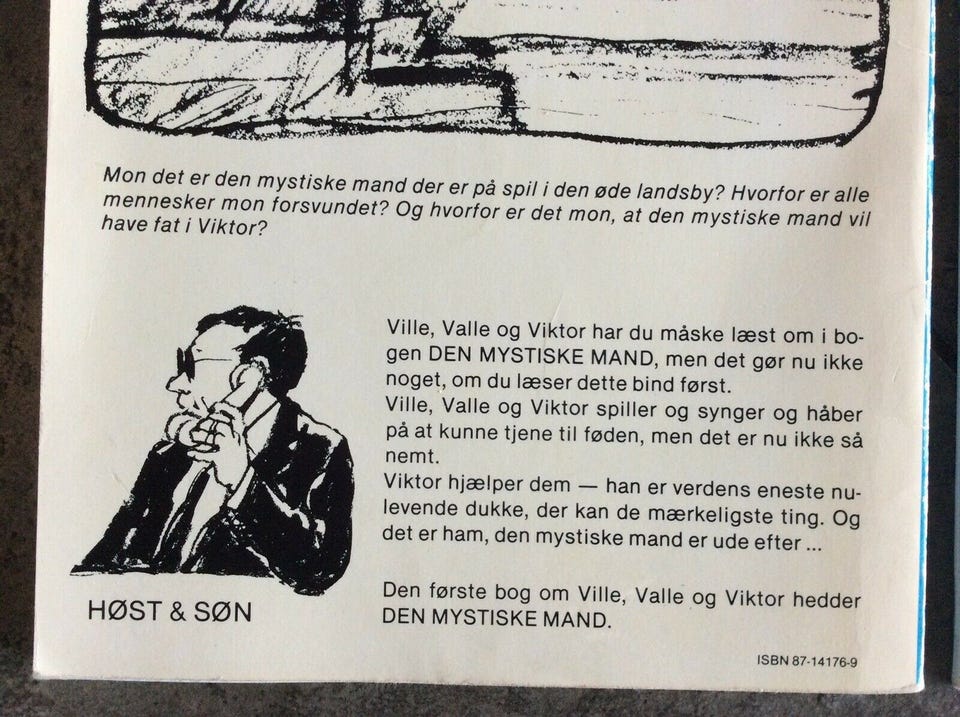 Mon det er den mystiske mand der er på spil i den øde landsby? Hvorfor er alle
mennesker mon forsvundet? Og hvorfor er det mon, at den mystiske mand vil
have fat i Viktor?
Ville, Valle og Viktor har du måske læst om i bo-
gen DEN MYSTISKE MAND, men det gør nu ikke
noget, om du læser dette bind først.
Ville, Valle og Viktor spiller og synger og håber
på at kunne tjene til føden, men det er nu ikke så
nemt.
Viktor hjælper dem — han er verdens eneste nu-
levende dukke, der kan de mærkeligste ting. Og
det er ham, den mystiske mand er ude efter ...
Den første bog om Ville, Valle og Viktor hedder
DEN MYSTISKE MAND.
HØST & SØN
ISBN 87-14176-9